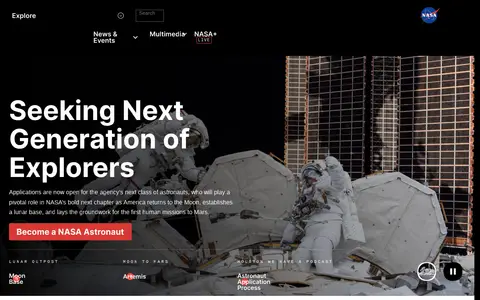 Explore
Search
NASA
News &
Events
Multimedia
NASA+
LIVE
Seeking Next
Generation of
Explorers
Applications are now open for the agency's next class of astronauts, who will play a
pivotal role in NASA's bold next chapter as America returns to the Moon, establishes
a lunar base, and lays the groundwork for the first human missions to Mars.
Become a NASA Astronaut
LUNAR OUTPOST
MOON TO MARS
HOUSTON WE HAVE A PODCAST
Moon
Base
Artemis
Astronaut
Application
Process